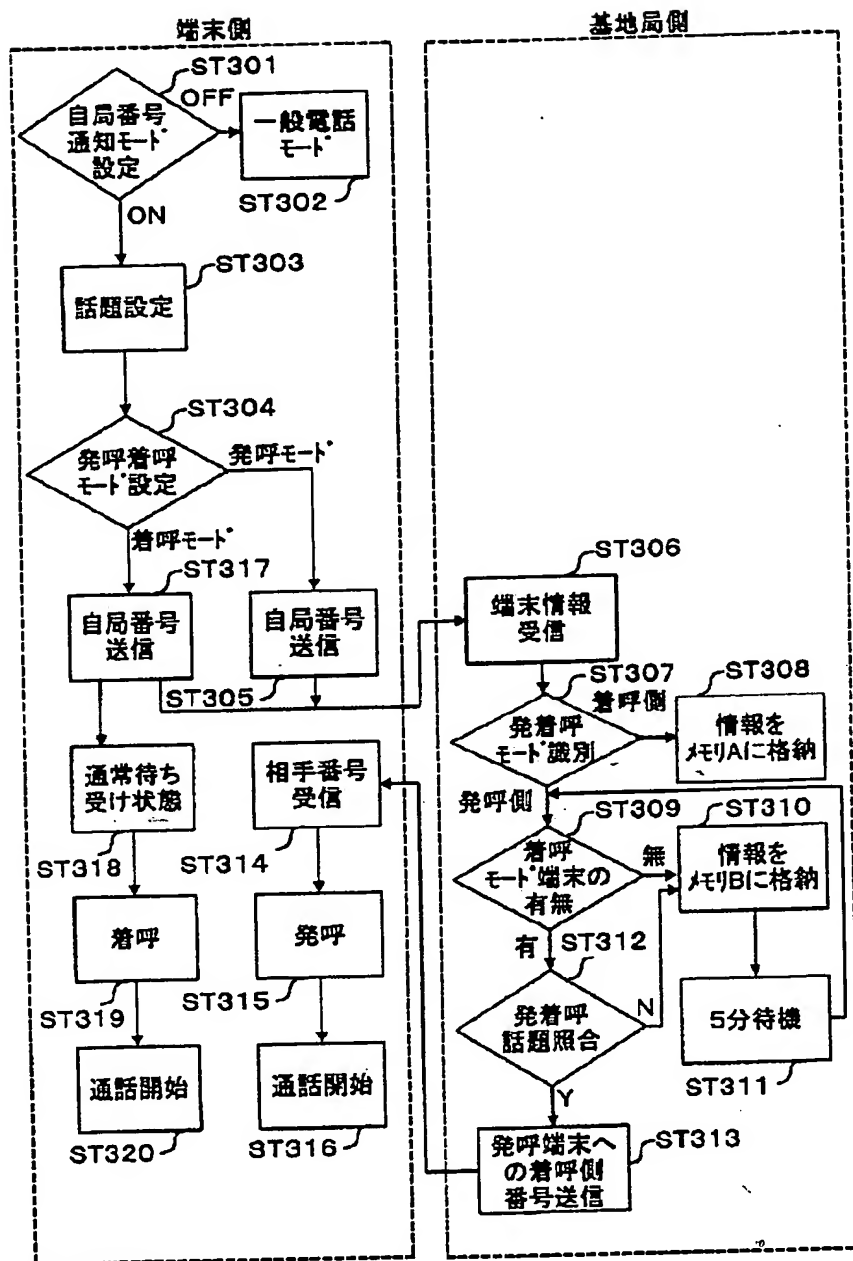 端末側
基地局側
ST301
自局番号
通知モード
設定
OFF
一般電話
モード
ST302
ON
ST303
話題設定
ST304
発呼着呼
モード設定
発呼モード
着呼モード
ST317
自局番号
送信
自局番号
送信
ST305
ST306
端末情報
受信
ST307
発着呼
モード識別
着呼側
ST308
情報を
メモリAに格納
発呼側
ST309
着呼
モード端末の
有無
無
ST310
情報を
メモリBに格納
有
ST312
発着呼
話題照合
N
5分待機
ST311
Y
発呼端末へ
の着呼側
番号送信
ST313
通常待ち
受け状態
ST318
相手番号
受信
ST314
着呼
ST319
発呼
ST315
通話開始
ST320
通話開始
ST316